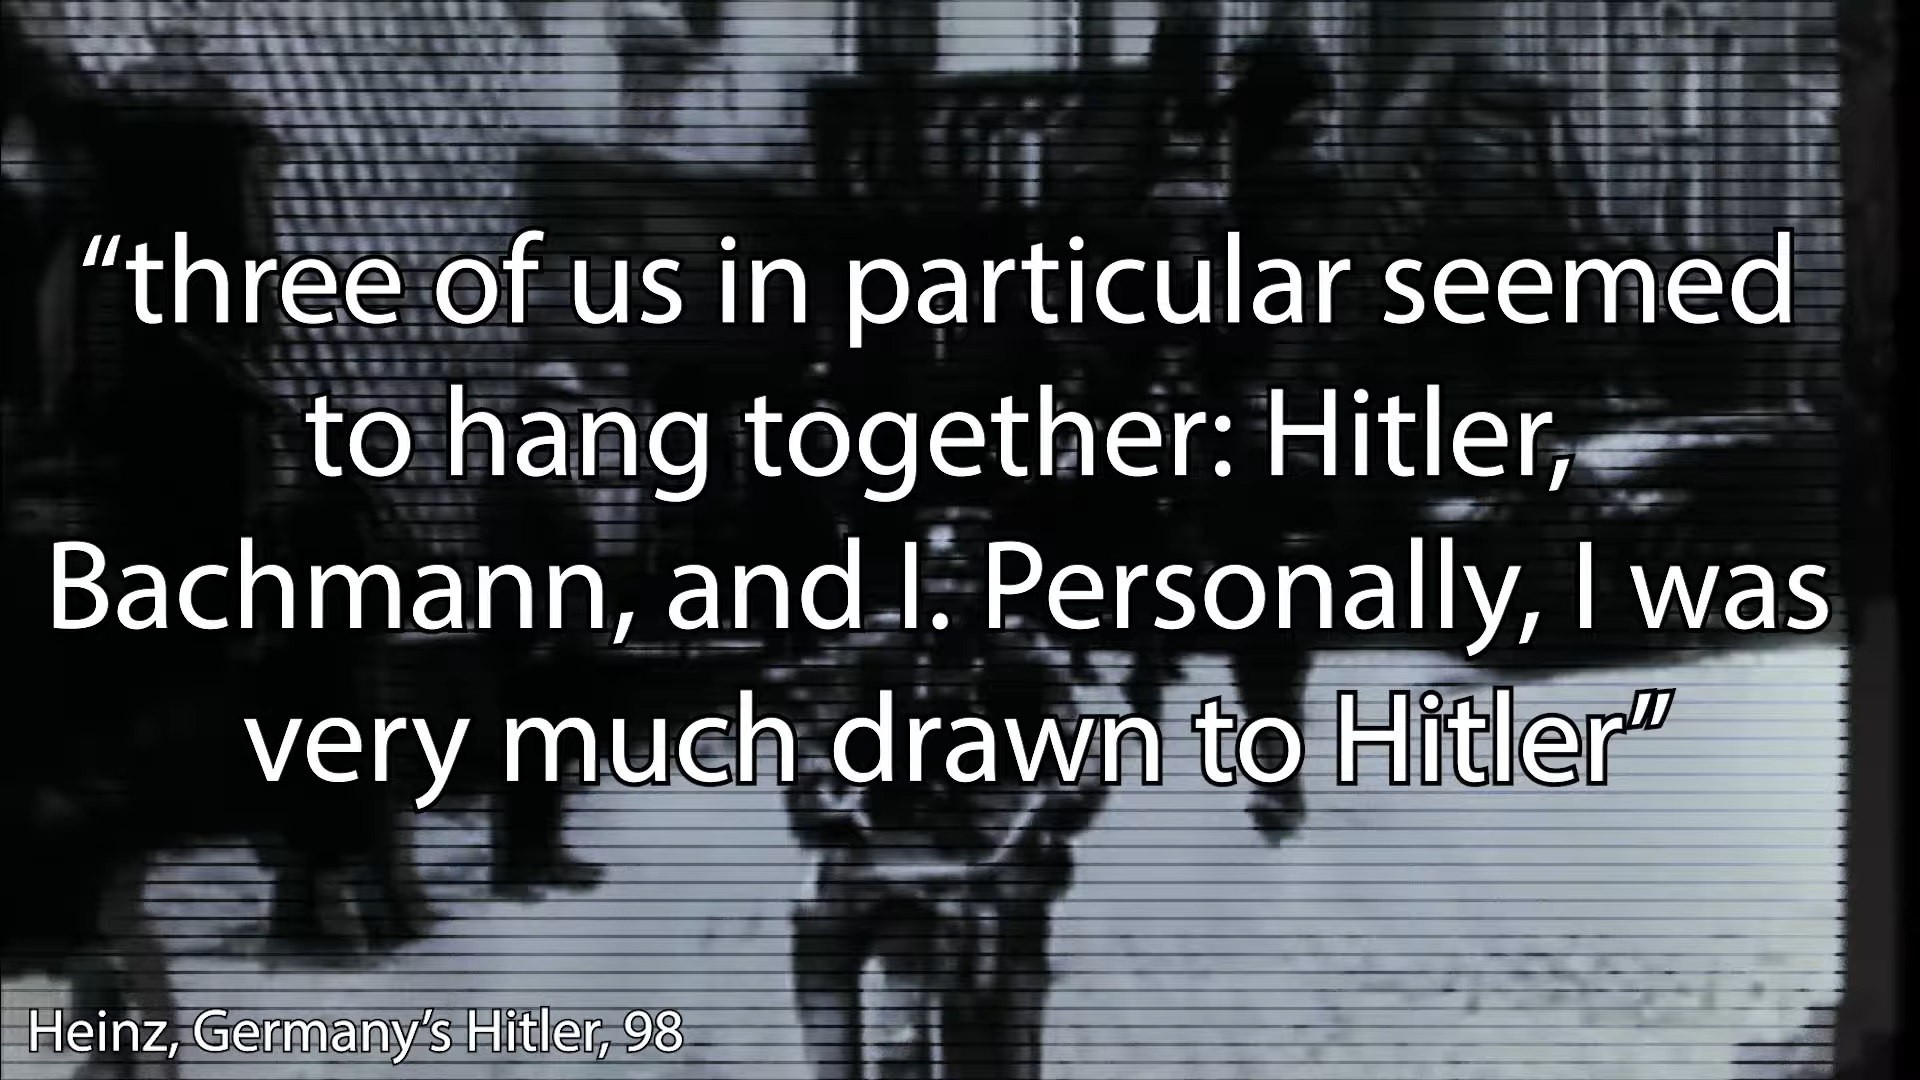 “three of us in particular seemed
to hang together: Hitler,
Bachmann, and I. Personally, I was
very much drawn to Hitler”
Heinz, Germany’s Hitler, 98